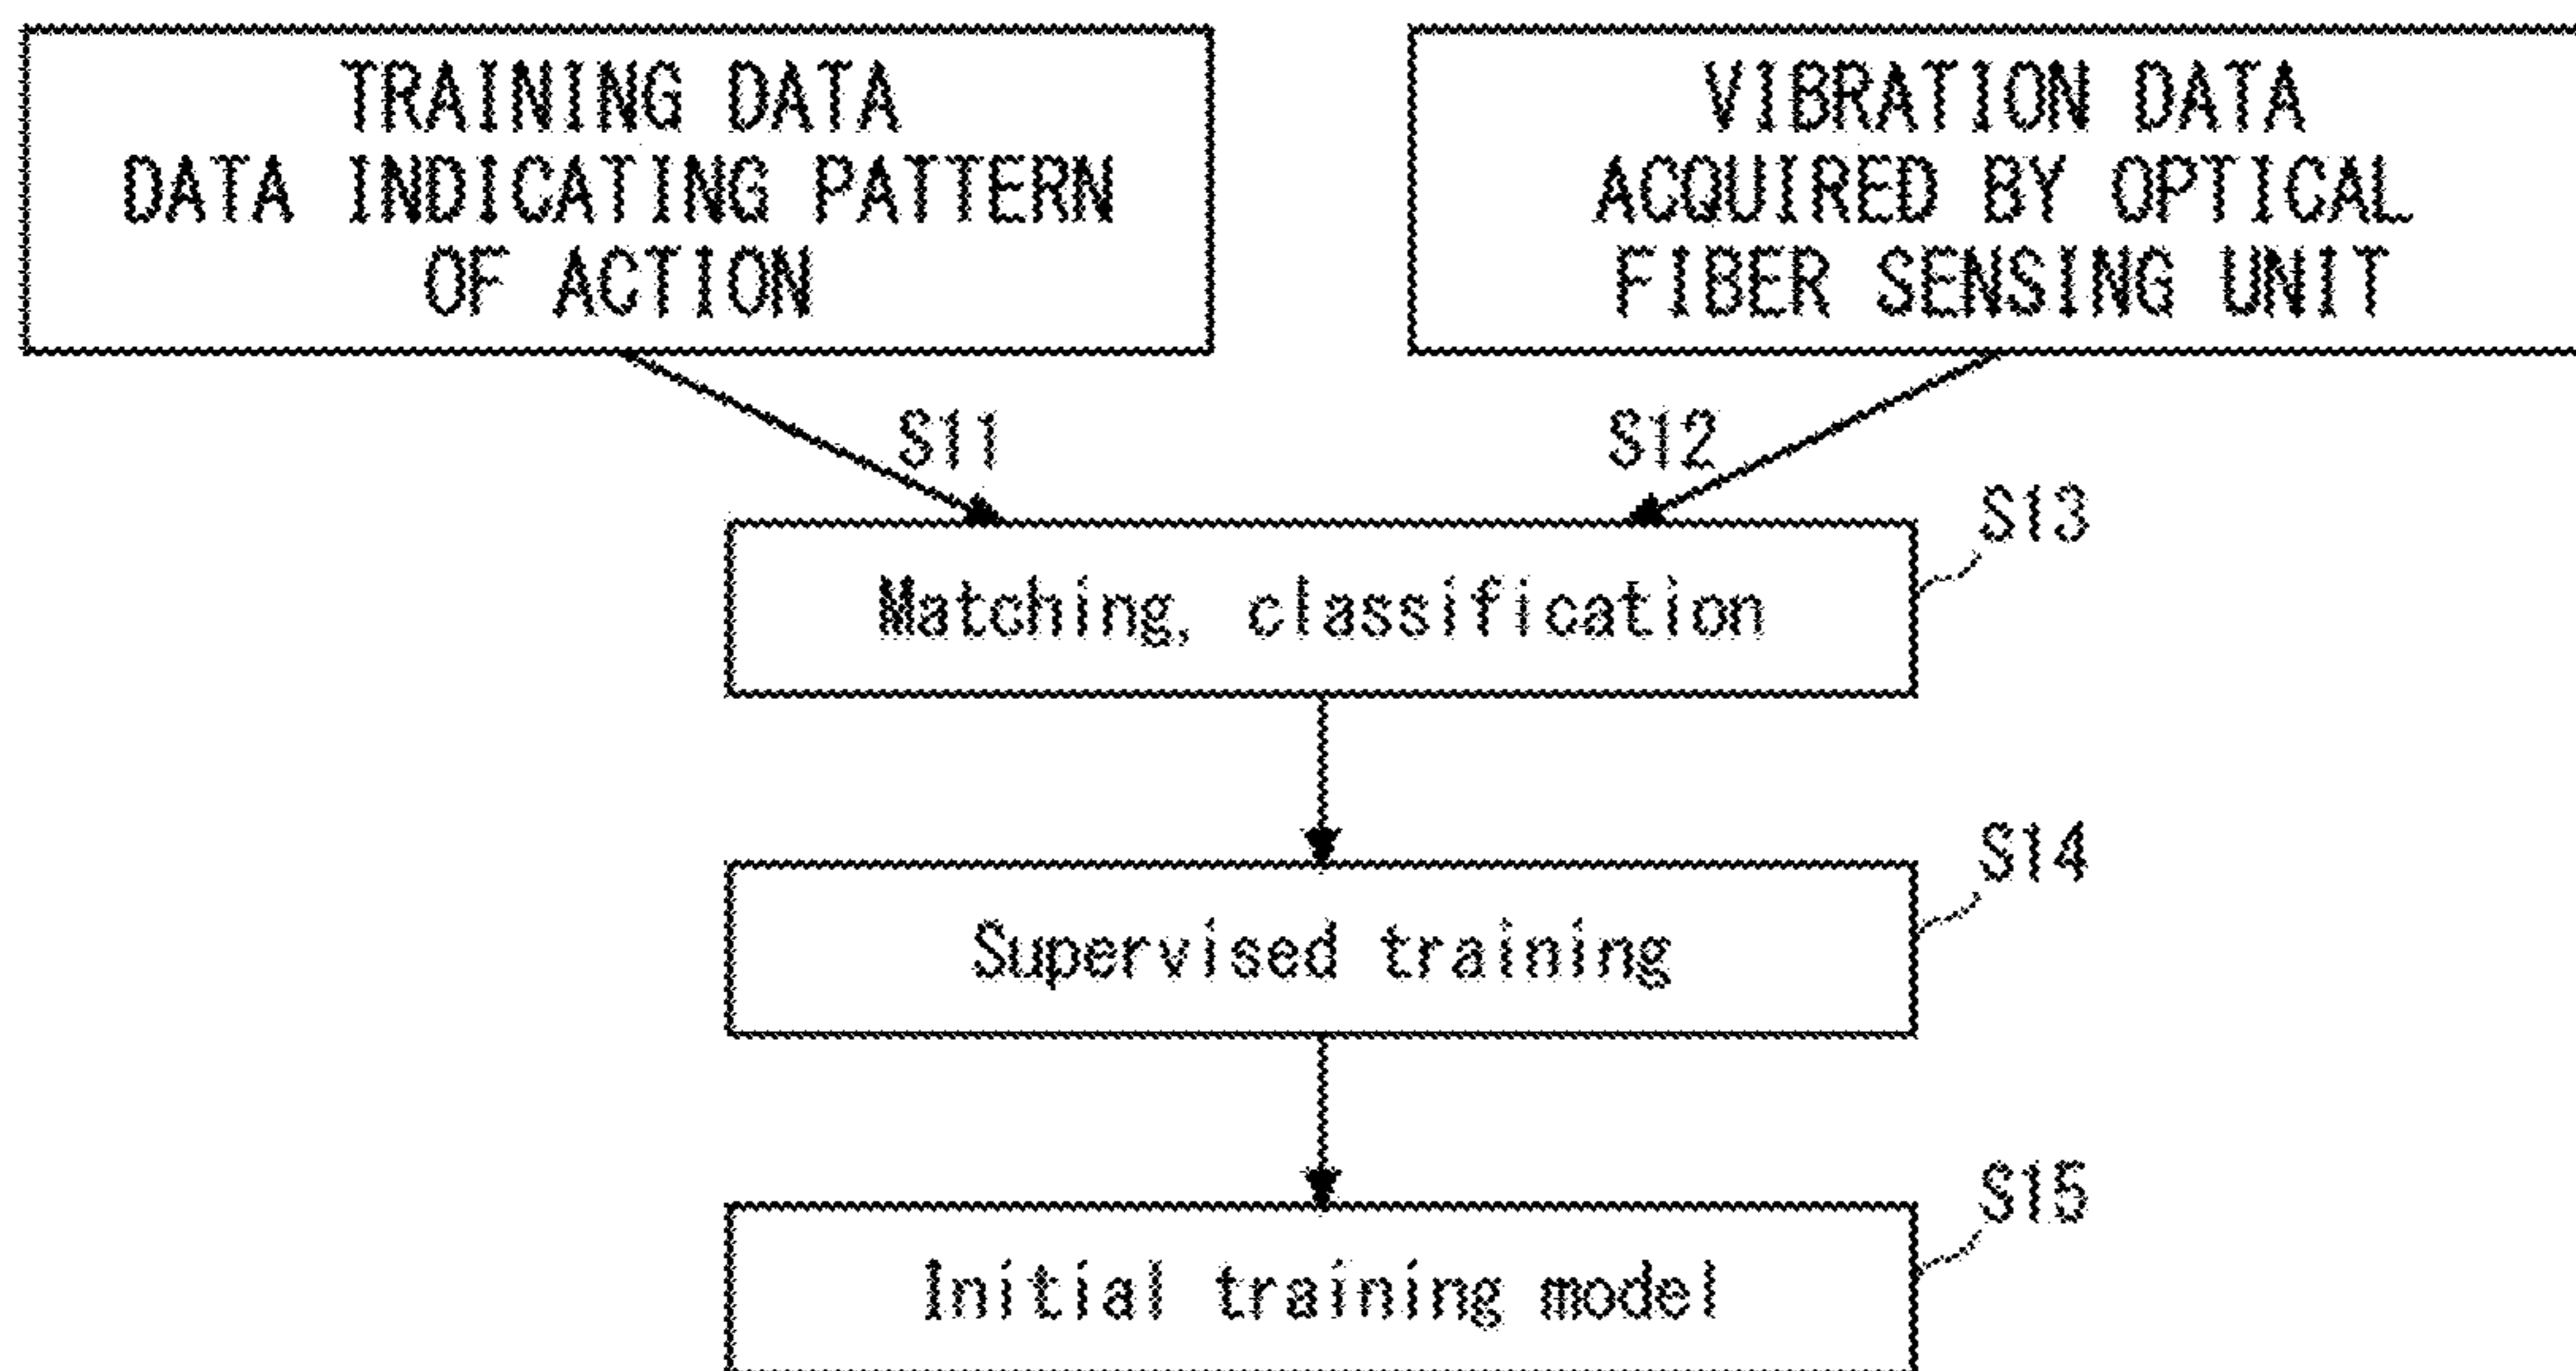 TRAINING DATA
DATA INDICATING PATTERN
OF ACTION
VIBRATION DATA
ACQUIRED BY OPTICAL
FIBER SENSING UNIT
S11
S12
S13
Matching, classification
S14
Supervised training
S15
Initial training model